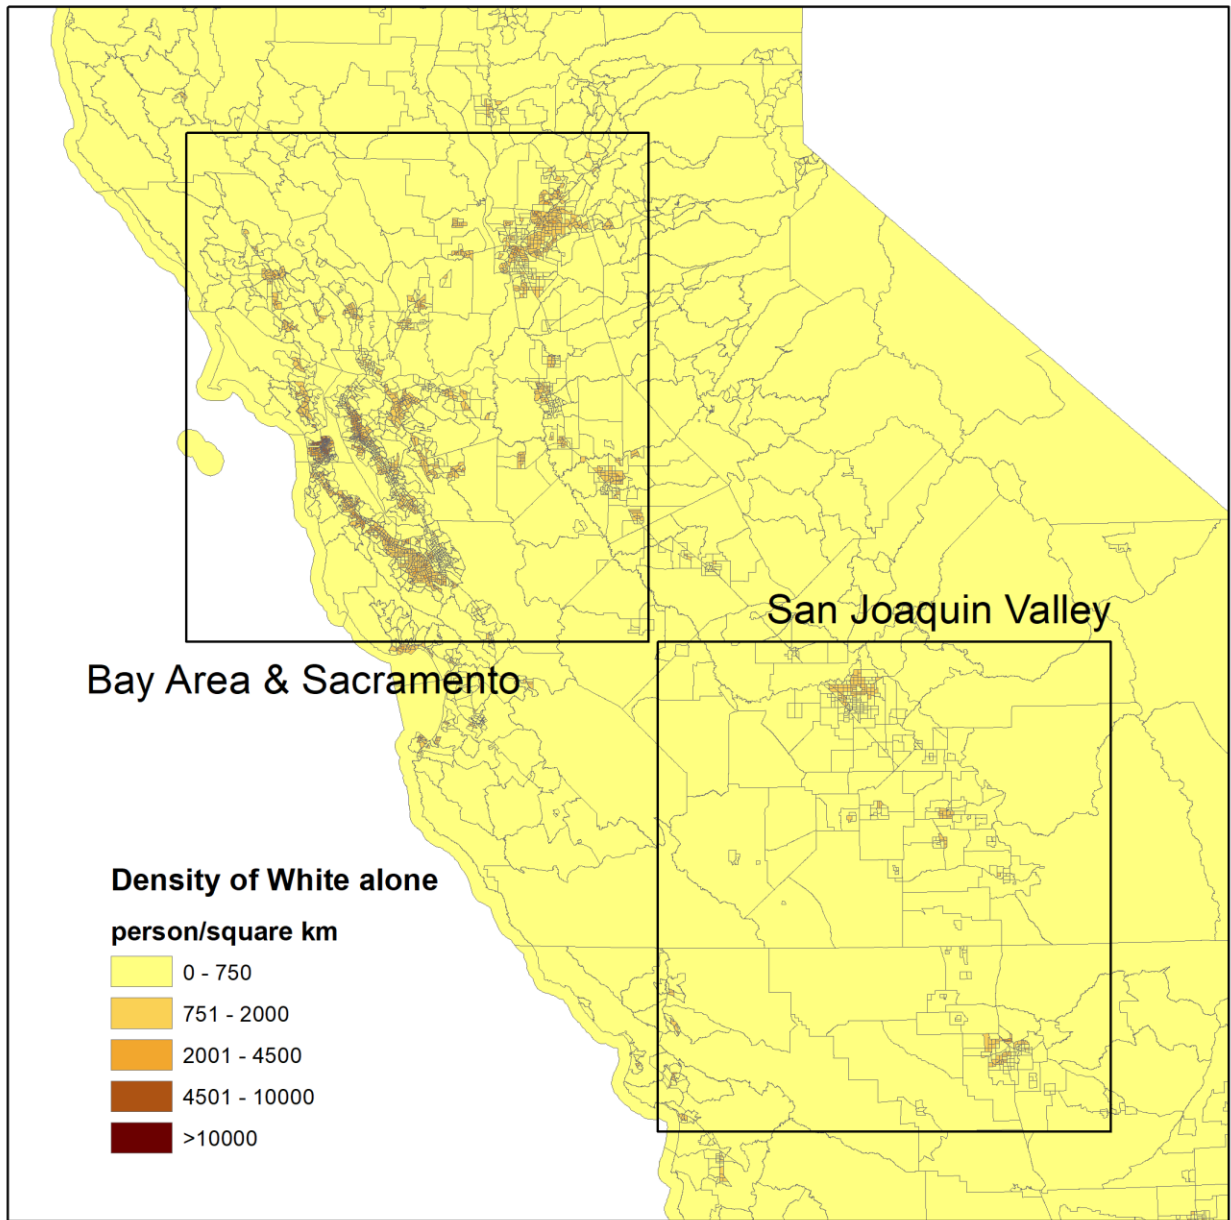 San Joaquin Valley
Bay Area & Sacramento
Density of White alone
person/square km
0 - 750
751 - 2000
2001 - 4500
4501 - 10000
>10000